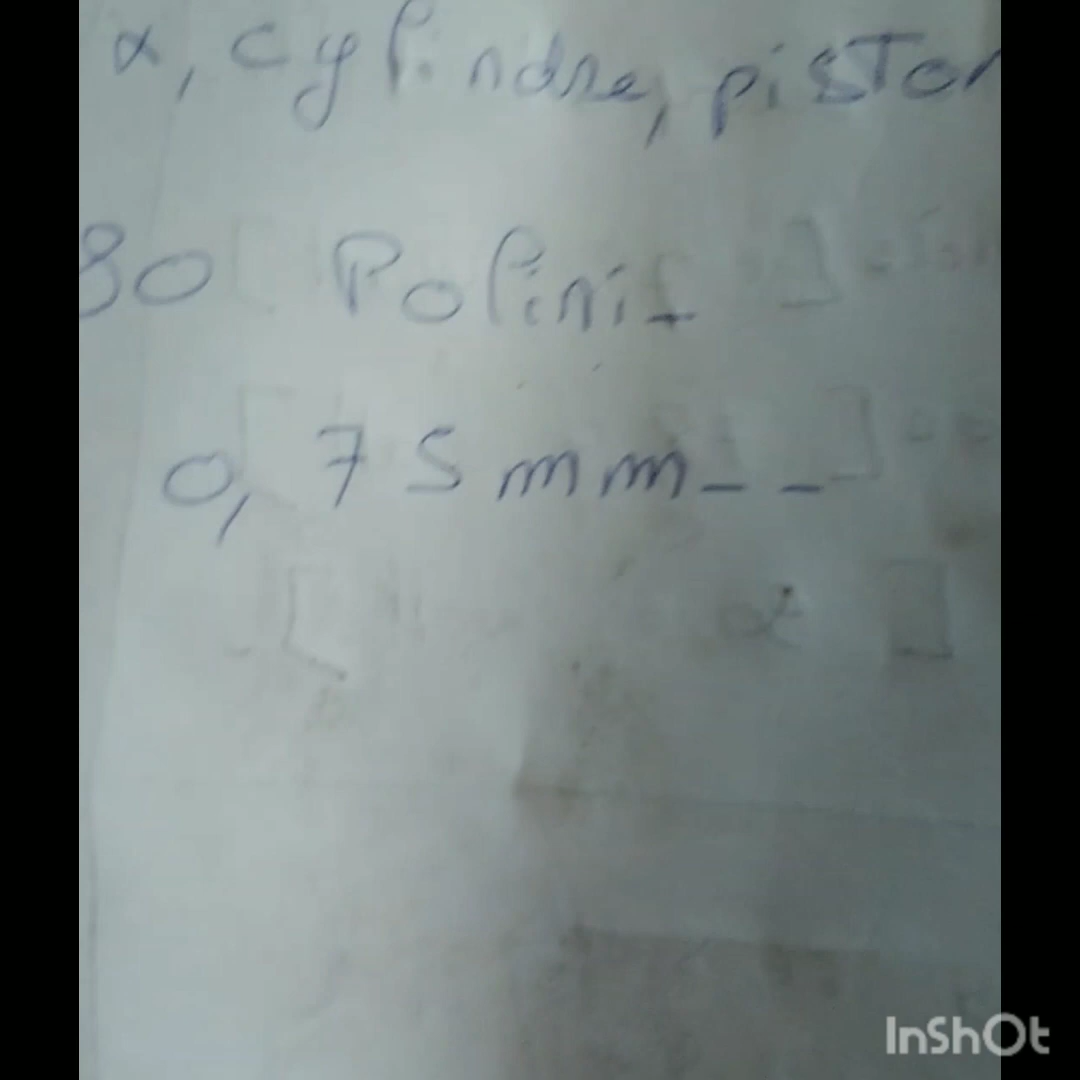 x, cylindre, piston
80 Polini -
0,75 mm - -
InShOt